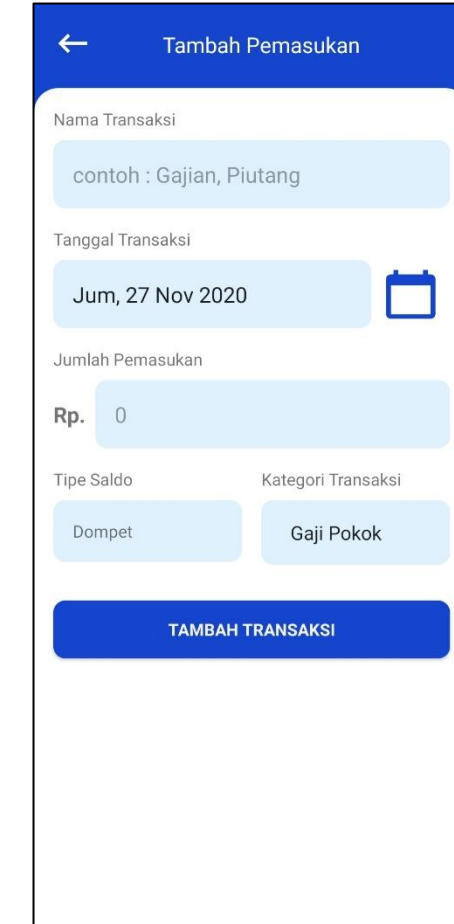 Tambah Pemasukan
Nama Transaksi
contoh : Gajian, Piutang
Tanggal Transaksi
Jum, 27 Nov 2020
Jumlah Pemasukan
Rp. 0
Tipe Saldo Kategori Transaksi
Dompet Gaji Pokok
TAMBAH TRANSAKSI